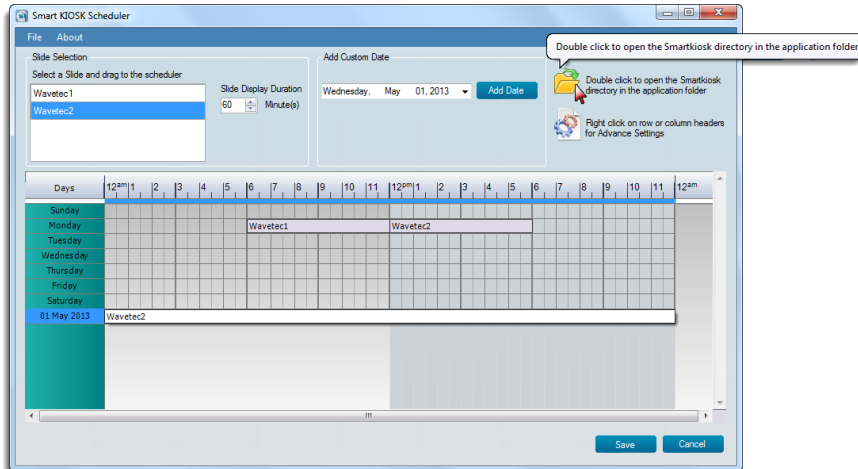 Smart KIOSK Scheduler
File About
Slide Selection
Select a Slide and drag to the scheduler
Wavetec1
Wavetec2
Slide Display Duration
60 Minute(s)
Add Custom Date
Wednesday, May 01, 2013
Add Date
Double click to open the Smartkiosk directory in the application folder
Double click to open the Smartkiosk
directory in the application folder
Right click on row or column headers
for Advance Settings
Days 12am 1 2 3 4 5 6 7 8 9 10 11 12pm 1 2 3 4 5 6 7 8 9 10 11 12am
Sunday
Monday Wavetec1 Wavetec2
Tuesday
Wednesday
Thursday
Friday
Saturday
01 May 2013 Wavetec2
Save Cancel